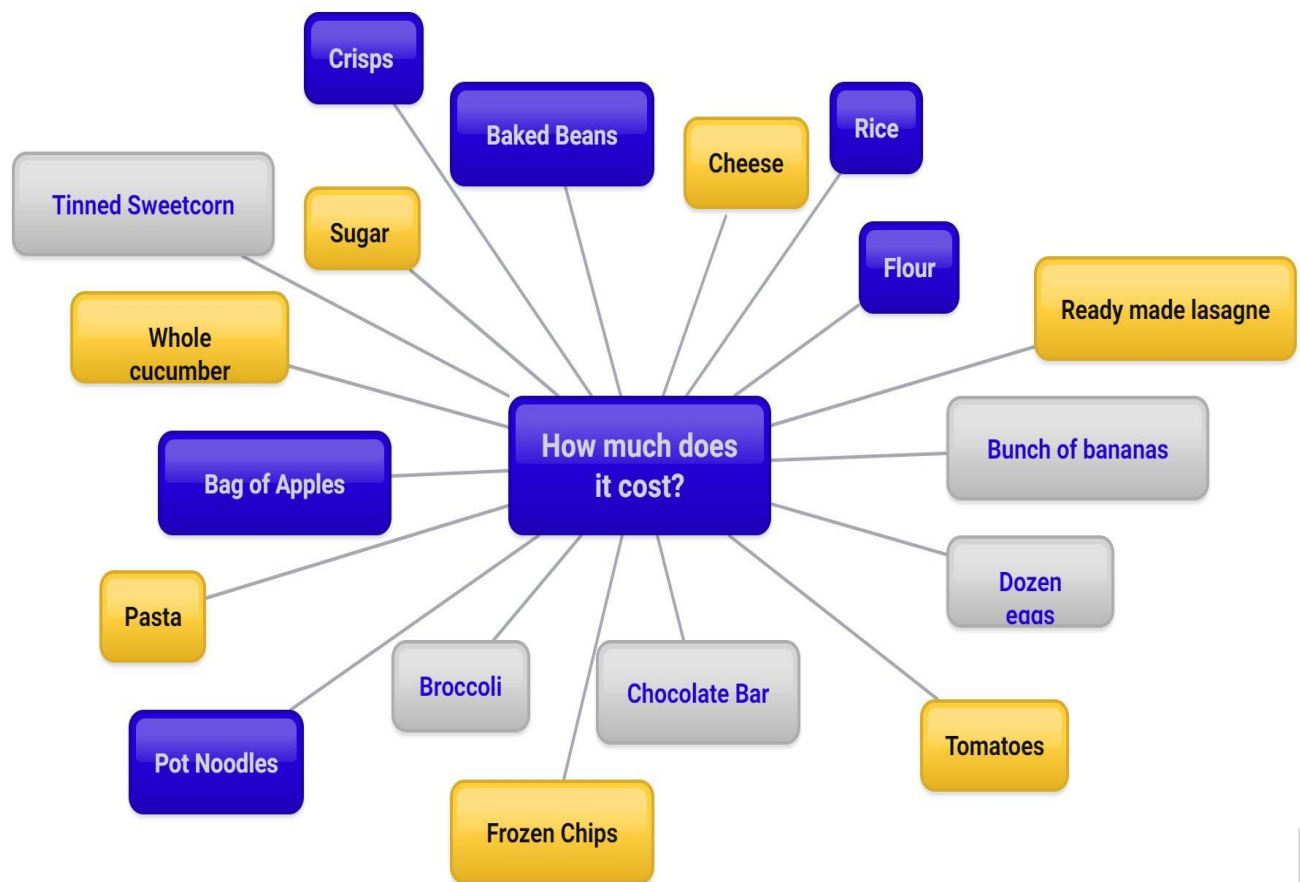 Crisps
Baked Beans
Rice
Cheese
Tinned Sweetcorn
Sugar
Flour
Ready made lasagne
Whole
cucumber
How much does
it cost?
Bunch of bananas
Bag of Apples
Dozen
eggs
Pasta
Broccoli
Chocolate Bar
Tomatoes
Pot Noodles
Frozen Chips